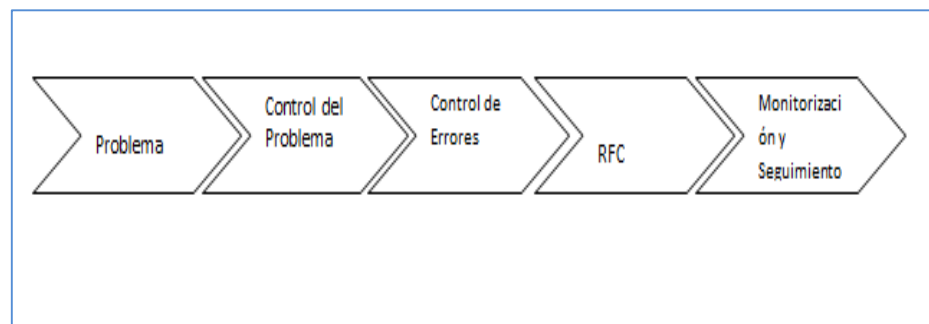 Problema
Control del
Problema
Control de
Errores
RFC
Monitorizaci
ón y
Seguimiento